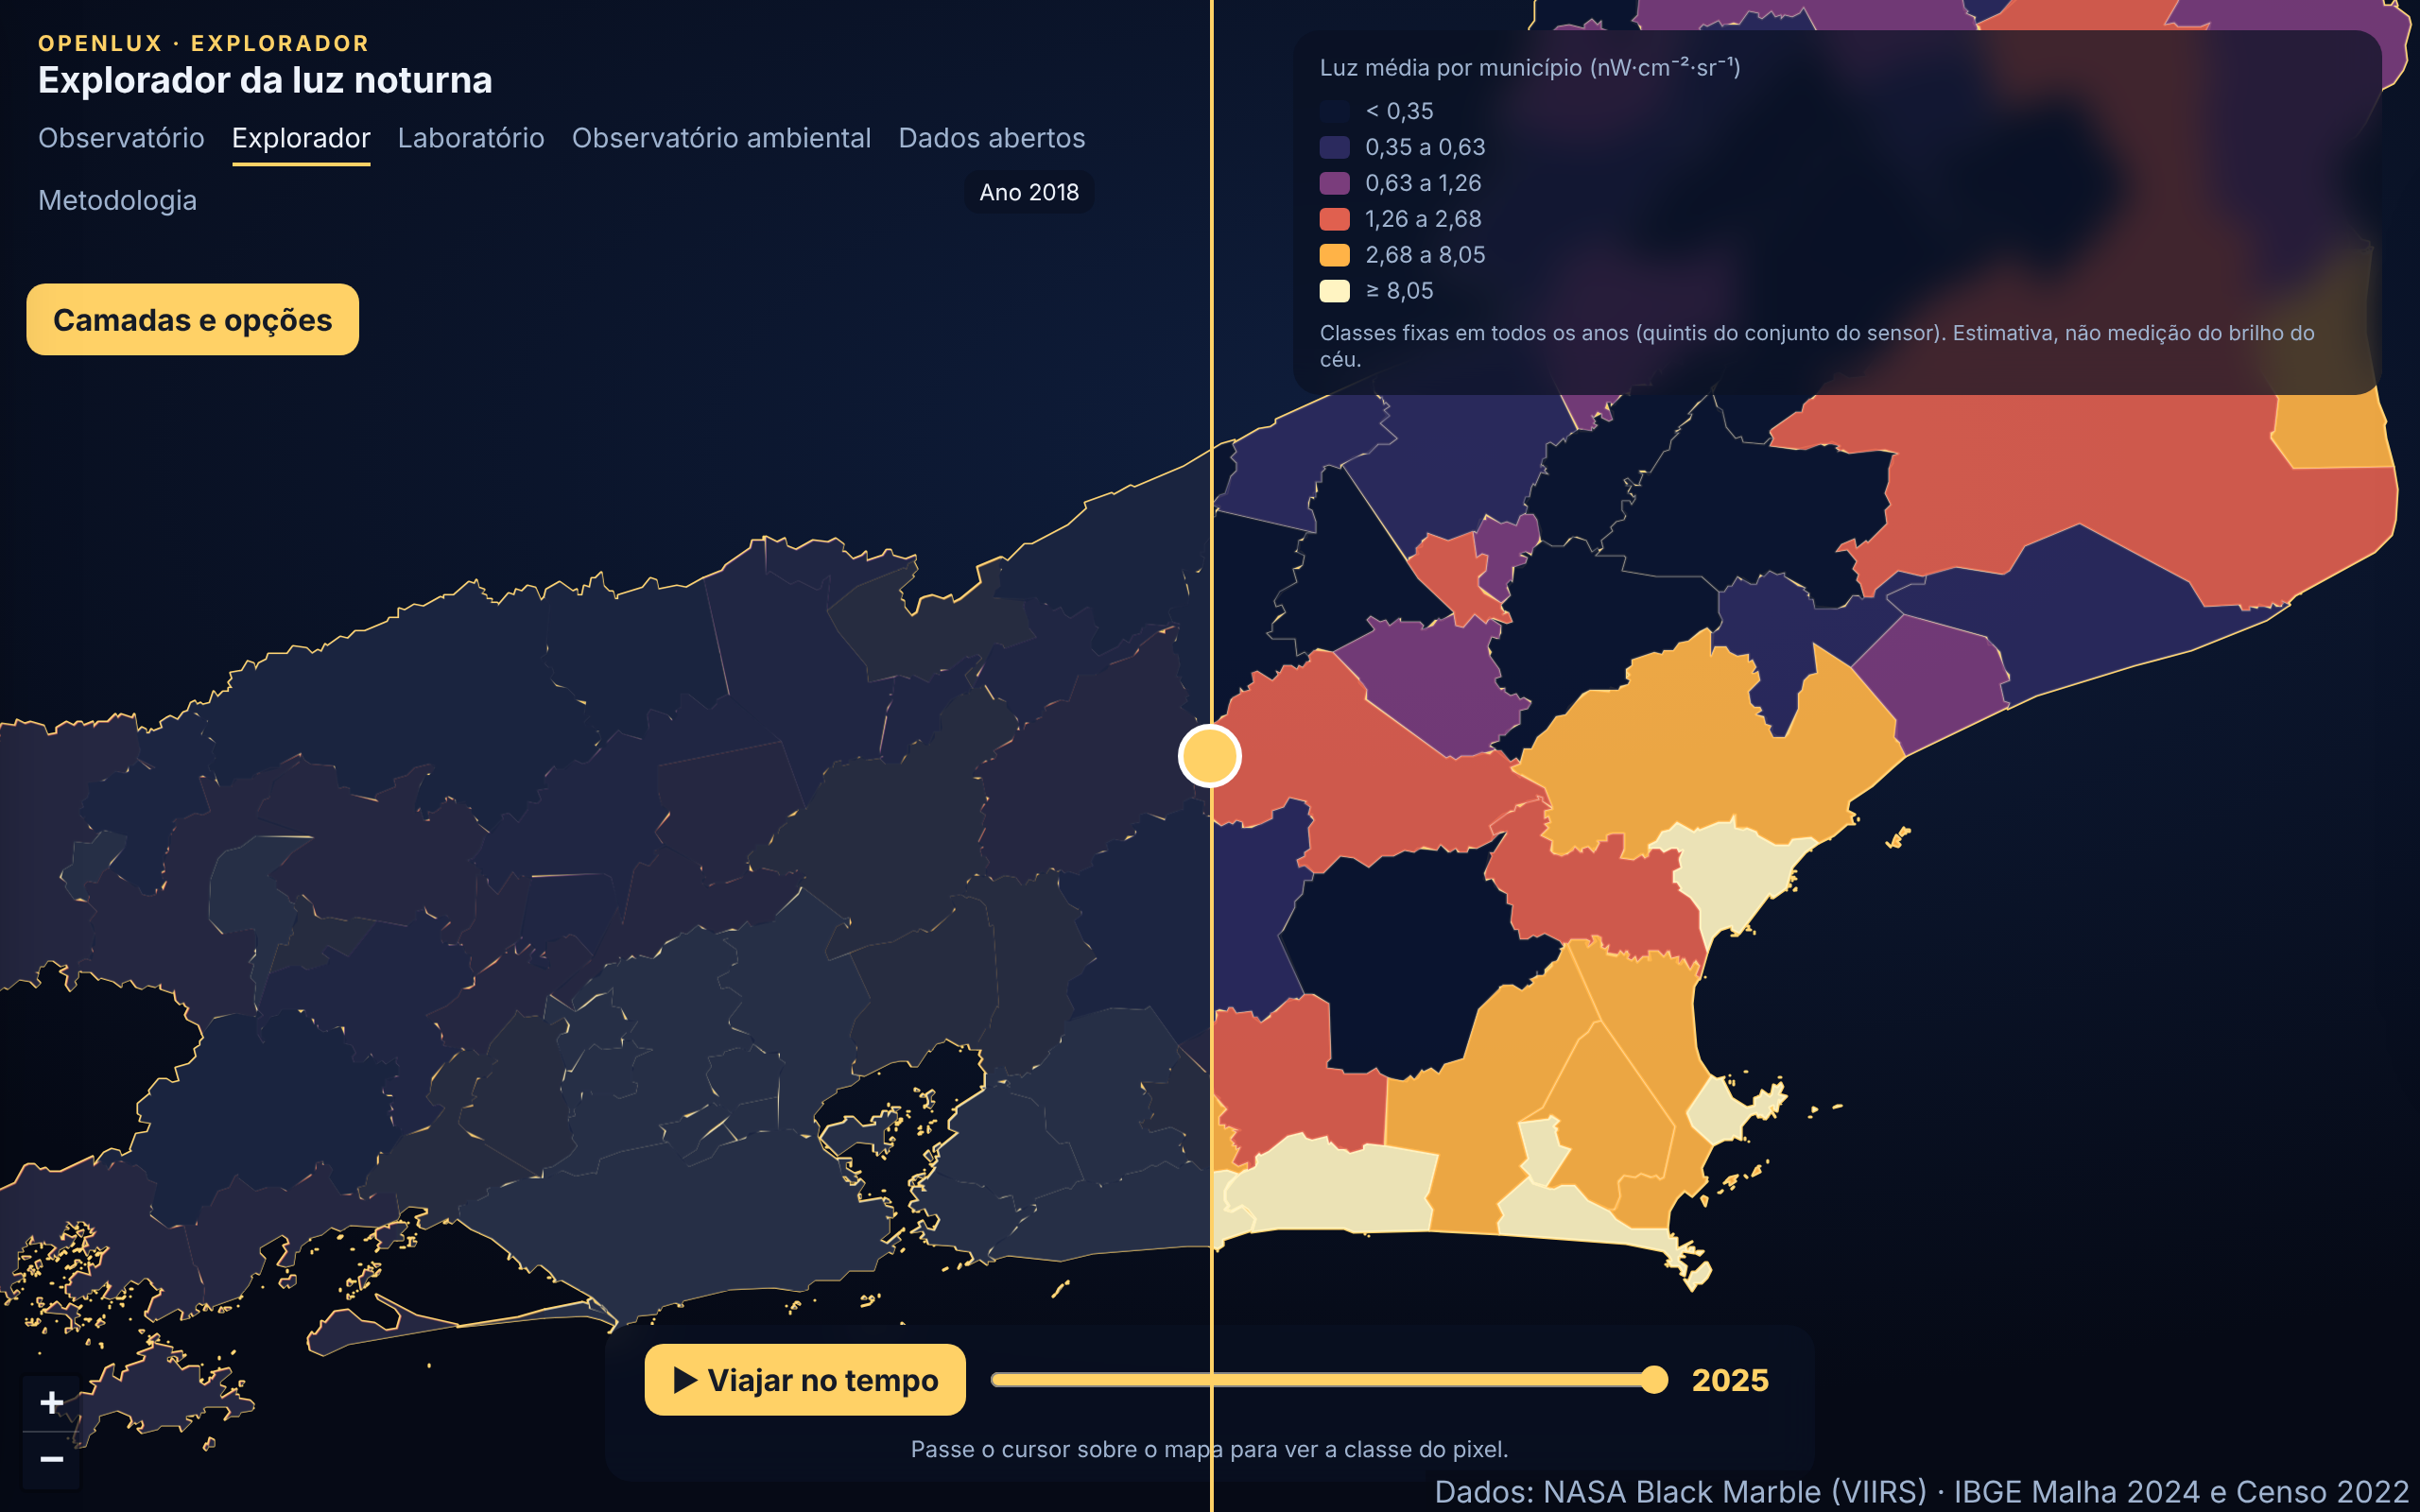 OPENLUX · EXPLORADOR
Explorador da luz noturna
Observatório Explorador Laboratório Observatório ambiental Dados abertos
Metodologia
Ano 2018
Camadas e opções
Luz média por município (nW·cm⁻²·sr⁻¹)
< 0,35
0,35 a 0,63
0,63 a 1,26
1,26 a 2,68
2,68 a 8,05
≥ 8,05
Classes fixas em todos os anos (quintis do conjunto do sensor). Estimativa, não medição do brilho do
céu.
+
−
▶ Viajar no tempo
2025
Passe o cursor sobre o mapa para ver a classe do pixel.
Dados: NASA Black Marble (VIIRS) · IBGE Malha 2024 e Censo 2022